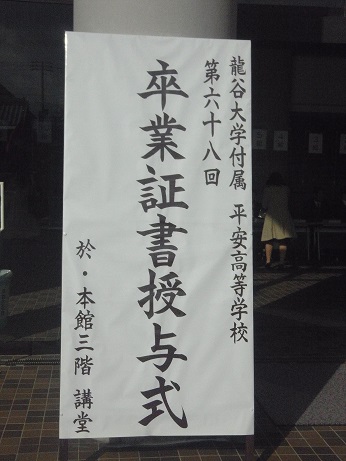 龍谷大学付属 平安高等学校
第六十八回
卒業証書授与式
於・本館三階 講堂